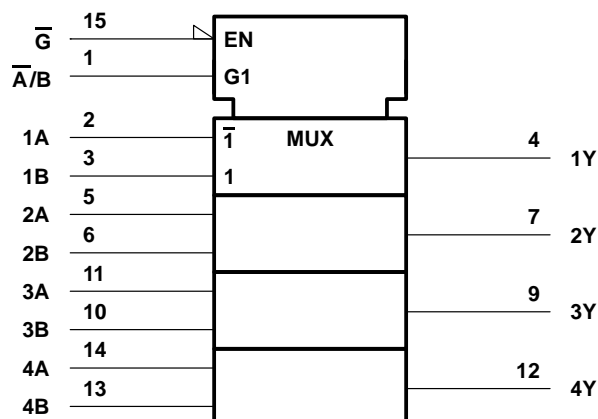 G̅ 15 EN
A̅/B 1 G1
1A 2 1̅ MUX 4 1Y
1B 3 1
2A 5 7 2Y
2B 6
3A 11 9 3Y
3B 10
4A 14 12 4Y
4B 13